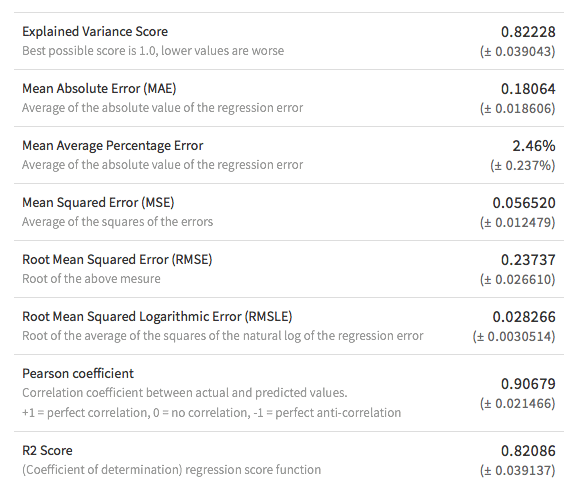 Explained Variance Score
0.82228
Best possible score is 1.0, lower values are worse
(± 0.039043)
Mean Absolute Error (MAE)
0.18064
Average of the absolute value of the regression error
(± 0.018606)
Mean Average Percentage Error
2.46%
Average of the absolute value of the regression error
(± 0.237%)
Mean Squared Error (MSE)
0.056520
Average of the squares of the errors
(± 0.012479)
Root Mean Squared Error (RMSE)
0.23737
Root of the above mesure
(± 0.026610)
Root Mean Squared Logarithmic Error (RMSLE)
0.028266
Root of the average of the squares of the natural log of the regression error
(± 0.0030514)
Pearson coefficient
0.90679
Correlation coefficient between actual and predicted values.
(± 0.021466)
+1 = perfect correlation, 0 = no correlation, -1 = perfect anti-correlation
R2 Score
0.82086
(Coefficient of determination) regression score function
(± 0.039137)